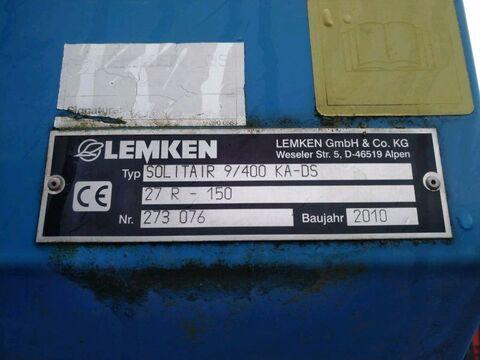 Signature
LEMKEN
LEMKEN GmbH & Co. KG
Weseler Str. 5, D-46519 Alpen
Typ SOLITAIR 9/400 KA-DS
CE 27 R - 150
Nr. 273 076 Baujahr 2010